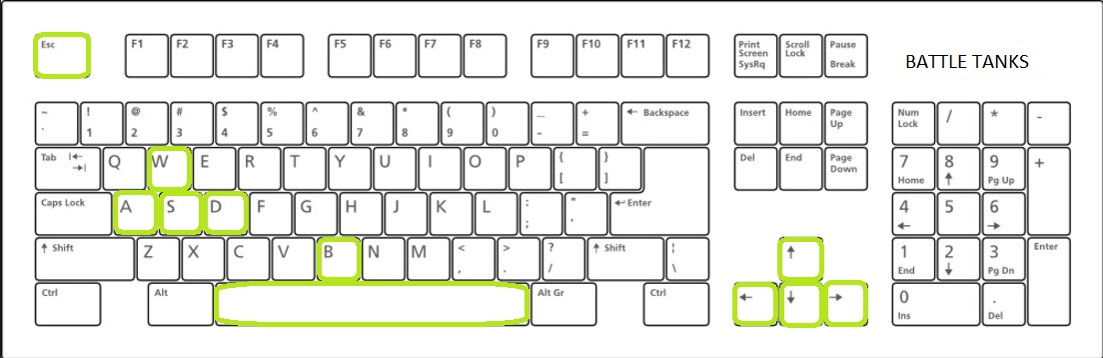 Esc F1 F2 F3 F4 F5 F6 F7 F8 F9 F10 F11 F12 Print Screen SysRq Scroll Lock Pause Break BATTLE TANKS
~ ` ! 1 @ 2 # 3 $ 4 % 5 ^ 6 & 7 * 8 ( 9 ) 0 _ - + = ← Backspace Insert Home Page Up Num Lock / * -
Tab |← →| Q W E R T Y U I O P { [ } ] Del End Page Down 7 Home 8 ↑ 9 Pg Up +
Caps Lock A S D F G H J K L : ; " ' ↵ Enter 4 ← 5 6 →
↑ Shift Z X C V B N M < , > . ? / ↑ Shift ¦ \ ↑ 1 End 2 ↓ 3 Pg Dn Enter
Ctrl Alt Alt Gr Ctrl ← ↓ → 0 Ins . Del